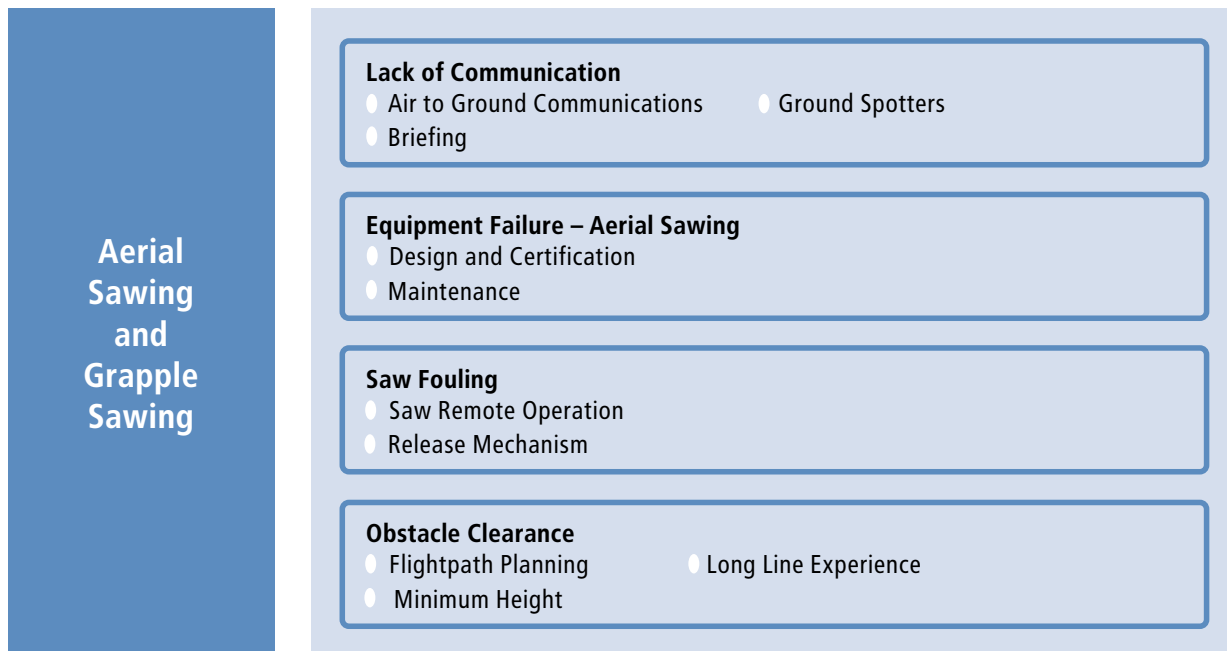 Aerial
Sawing
and
Grapple
Sawing
Lack of Communication
Air to Ground Communications
Ground Spotters
Briefing
Equipment Failure – Aerial Sawing
Design and Certification
Maintenance
Saw Fouling
Saw Remote Operation
Release Mechanism
Obstacle Clearance
Flightpath Planning
Long Line Experience
Minimum Height